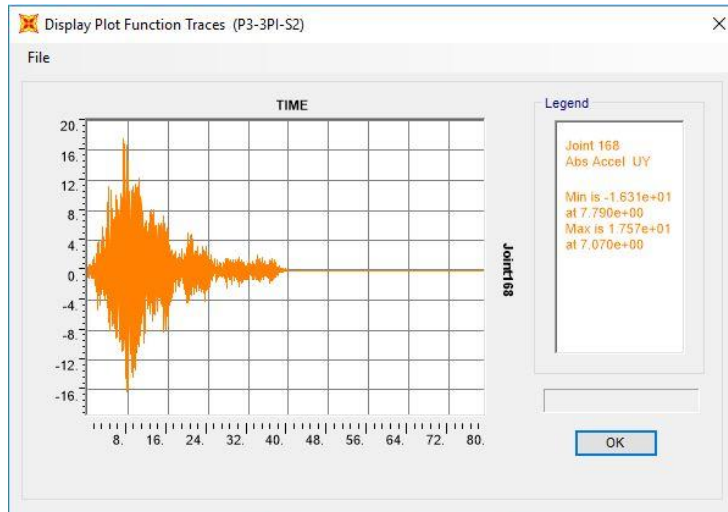 Display Plot Function Traces (P3-3PI-S2)
File
TIME
20.
16.
12.
8.
4.
0.
-4.
-8.
-12.
-16.
8. 16. 24. 32. 40. 48. 56. 64. 72. 80.
Joint168
Legend
Joint 168
Abs Accel UY
Min is -1.631e+01
at 7.790e+00
Max is 1.757e+01
at 7.070e+00
OK